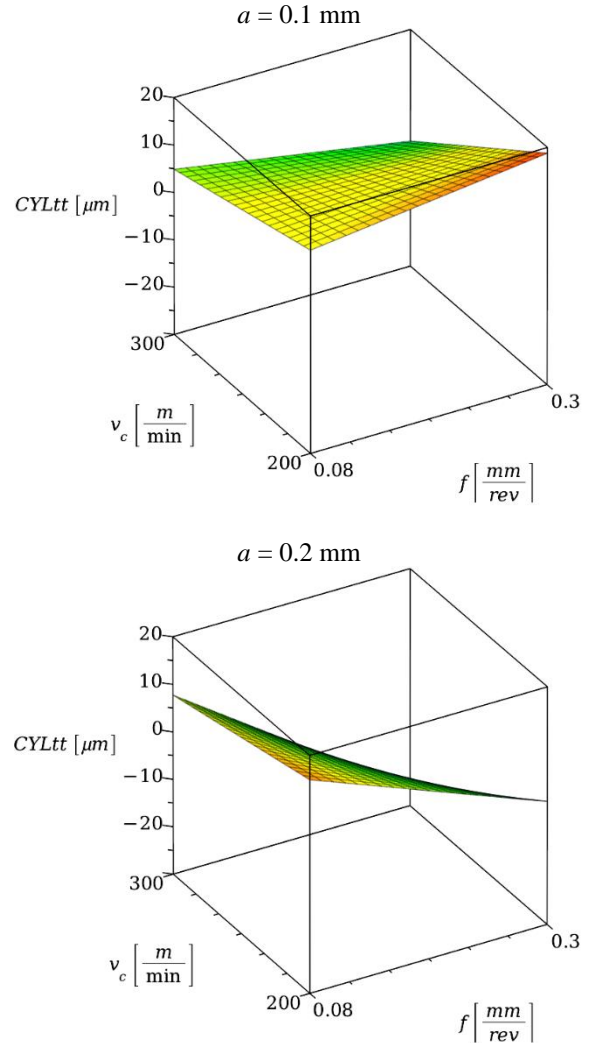 a = 0.1 mm
20
10
0
−10
−20
CYLtt [μm]
300
v_c [m/min]
200
0.08
0.3
f [mm/rev]
a = 0.2 mm
20
10
0
−10
−20
CYLtt [μm]
300
v_c [m/min]
200
0.08
0.3
f [mm/rev]